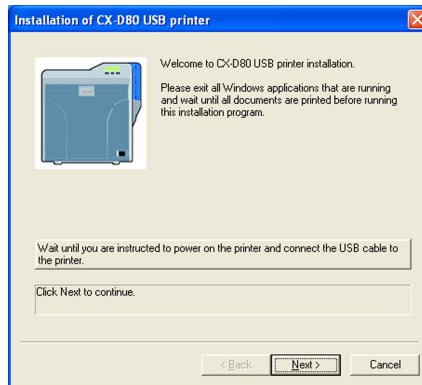 Installation of CX-D80 USB printer
Welcome to CX-D80 USB printer installation.
Please exit all Windows applications that are running
and wait until all documents are printed before running
this installation program.
Wait until you are instructed to power on the printer and connect the USB cable to
the printer.
Click Next to continue.
< Back
Next >
Cancel